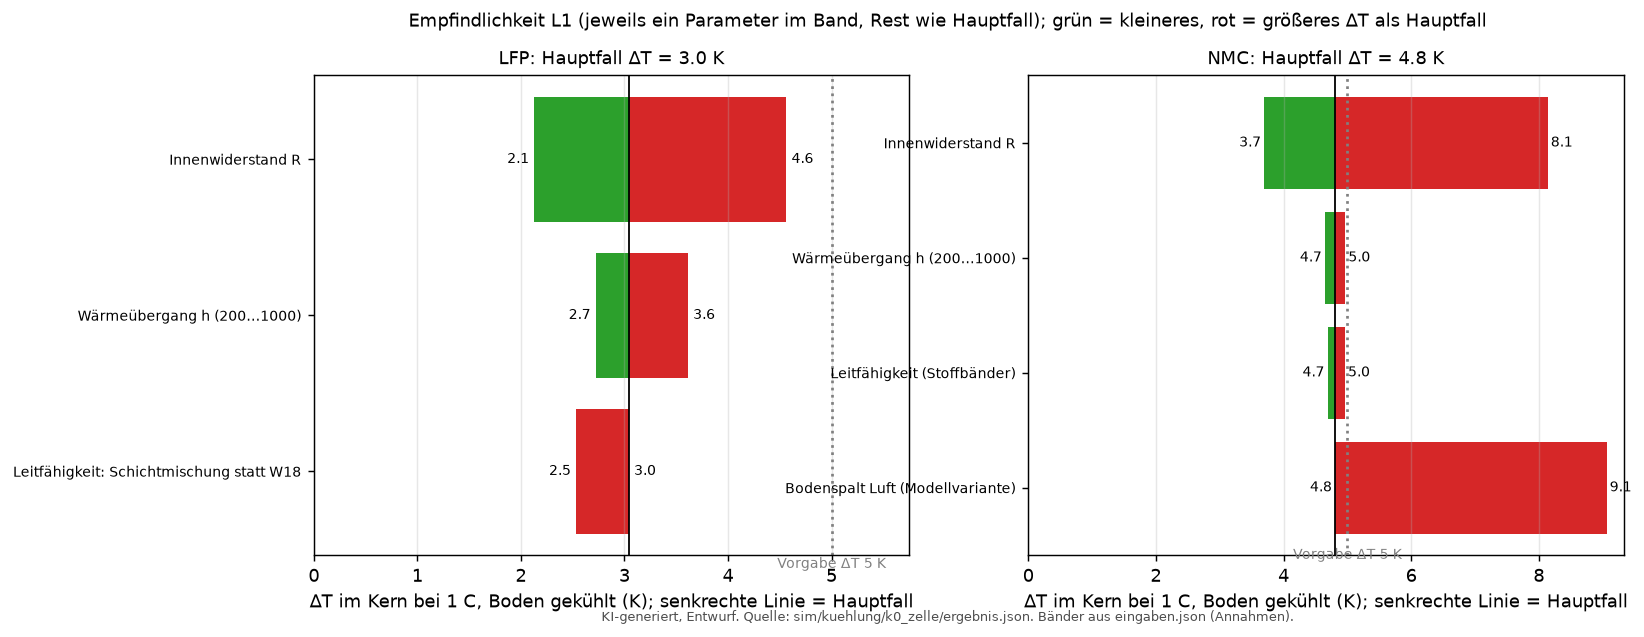 Empfindlichkeit L1 (jeweils ein Parameter im Band, Rest wie Hauptfall); grün = kleineres, rot = größeres ΔT als Hauptfall
LFP: Hauptfall ΔT = 3.0 K
Innenwiderstand R
2.1
4.6
Wärmeübergang h (200...1000)
2.7
3.6
Leitfähigkeit: Schichtmischung statt W18
2.5
3.0
Vorgabe ΔT 5 K
0 1 2 3 4 5
ΔT im Kern bei 1 C, Boden gekühlt (K); senkrechte Linie = Hauptfall
NMC: Hauptfall ΔT = 4.8 K
Innenwiderstand R
3.7
8.1
Wärmeübergang h (200...1000)
4.7
5.0
Leitfähigkeit (Stoffbänder)
4.7
5.0
Bodenspalt Luft (Modellvariante)
4.8
9.1
Vorgabe ΔT 5 K
0 2 4 6 8
ΔT im Kern bei 1 C, Boden gekühlt (K); senkrechte Linie = Hauptfall
KI-generiert, Entwurf. Quelle: sim/kuehlung/k0_zelle/ergebnis.json. Bänder aus eingaben.json (Annahmen).